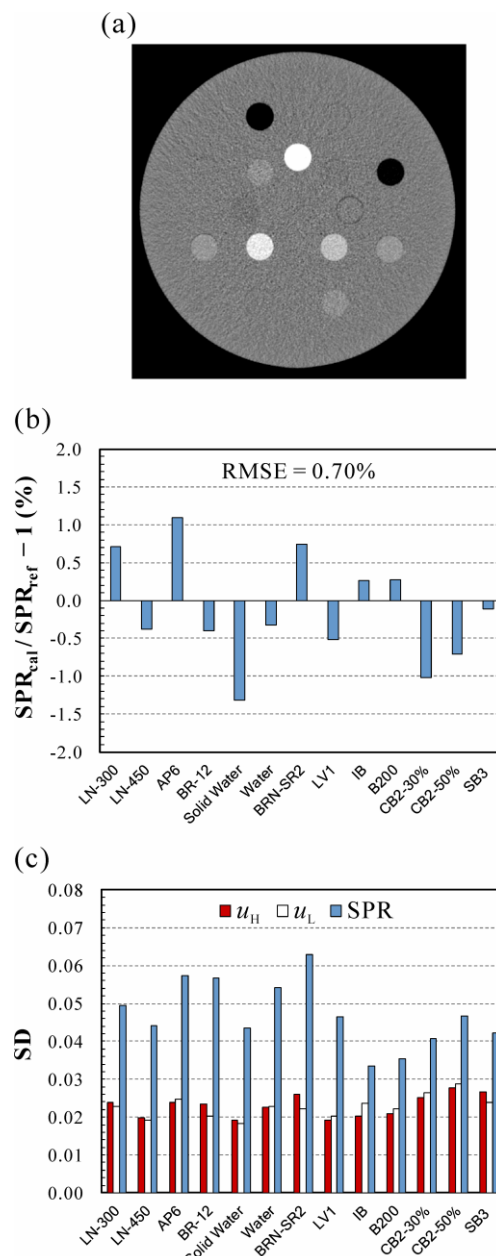 (a)
(b)
SPRcal / SPRref − 1 (%)
2.0
1.5
1.0
0.5
0.0
-0.5
-1.0
-1.5
-2.0
RMSE = 0.70%
LN-300
LN-450
AP6
BR-12
Solid Water
Water
BRN-SR2
LV1
IB
B200
CB2-30%
CB2-50%
SB3
(c)
SD
0.08
0.07
0.06
0.05
0.04
0.03
0.02
0.01
0.00
uH uL SPR
LN-300
LN-450
AP6
BR-12
Solid Water
Water
BRN-SR2
LV1
IB
B200
CB2-30%
CB2-50%
SB3